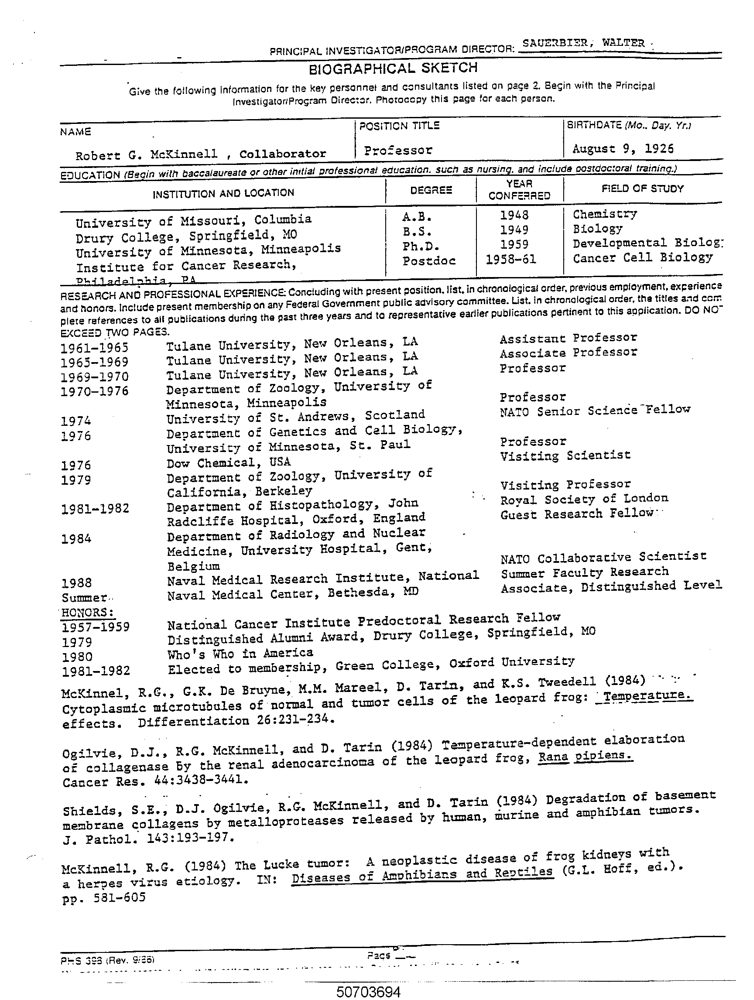 PRINCIPAL INVESTIGATOR/PROGRAM DIRECTOR: SAUERBIER, WALTER
BIOGRAPHICAL SKETCH
Give the following information for the key personnel and consultants listed on page 2. Begin with the Principal
Investigator/Program Director. Photocopy this page for each person.
NAME POSITION TITLE BIRTHDATE (Mo., Day, Yr.)
Robert G. McKinnell , Collaborator Professor August 9, 1926
EDUCATION (Begin with baccalaureate or other initial professional education, such as nursing, and include postdoctoral training.)
INSTITUTION AND LOCATION DEGREE YEAR CONFERRED FIELD OF STUDY
University of Missouri, Columbia A.B. 1948 Chemistry
Drury College, Springfield, MO B.S. 1949 Biology
University of Minnesota, Minneapolis Ph.D. 1959 Developmental Biolog
Institute for Cancer Research, Postdoc 1958-61 Cancer Cell Biology
Philadelphia, PA
RESEARCH AND PROFESSIONAL EXPERIENCE: Concluding with present position, list, in chronological order, previous employment, experience
and honors. Include present membership on any Federal Government public advisory committee. List, in chronological order, the titles and com
plete references to all publications during the past three years and to representative earlier publications pertinent to this application. DO NO
EXCEED TWO PAGES.
1961-1965 Tulane University, New Orleans, LA Assistant Professor
1965-1969 Tulane University, New Orleans, LA Associate Professor
1969-1970 Tulane University, New Orleans, LA Professor
1970-1976 Department of Zoology, University of
Minnesota, Minneapolis Professor
1974 University of St. Andrews, Scotland NATO Senior Science Fellow
1976 Department of Genetics and Cell Biology,
University of Minnesota, St. Paul Professor
1976 Dow Chemical, USA Visiting Scientist
1979 Department of Zoology, University of
California, Berkeley Visiting Professor
1981-1982 Department of Histopathology, John Royal Society of London
Radcliffe Hospital, Oxford, England Guest Research Fellow
1984 Department of Radiology and Nuclear
Medicine, University Hospital, Gent,
Belgium NATO Collaborative Scientist
1988 Naval Medical Research Institute, National Summer Faculty Research
Summer Naval Medical Center, Bethesda, MD Associate, Distinguished Level
HONORS:
1957-1959 National Cancer Institute Predoctoral Research Fellow
1979 Distinguished Alumni Award, Drury College, Springfield, MO
1980 Who's Who in America
1981-1982 Elected to membership, Green College, Oxford University
McKinnel, R.G., G.K. De Bruyne, M.M. Mareel, D. Tarin, and K.S. Tweedell (1984)
Cytoplasmic microtubules of normal and tumor cells of the leopard frog: Temperature
effects. Differentiation 26:231-234.
Ogilvie, D.J., R.G. McKinnell, and D. Tarin (1984) Temperature-dependent elaboration
of collagenase by the renal adenocarcinoma of the leopard frog, Rana pipiens.
Cancer Res. 44:3438-3441.
Shields, S.E., D.J. Ogilvie, R.G. McKinnell, and D. Tarin (1984) Degradation of basement
membrane collagens by metalloproteases released by human, murine and amphibian tumors.
J. Pathol. 143:193-197.
McKinnell, R.G. (1984) The Lucke tumor: A neoplastic disease of frog kidneys with
a herpes virus etiology. IN: Diseases of Amphibians and Reptiles (G.L. Hoff, ed.).
pp. 581-605
PHS 398 (Rev. 9/86) Page
50703694